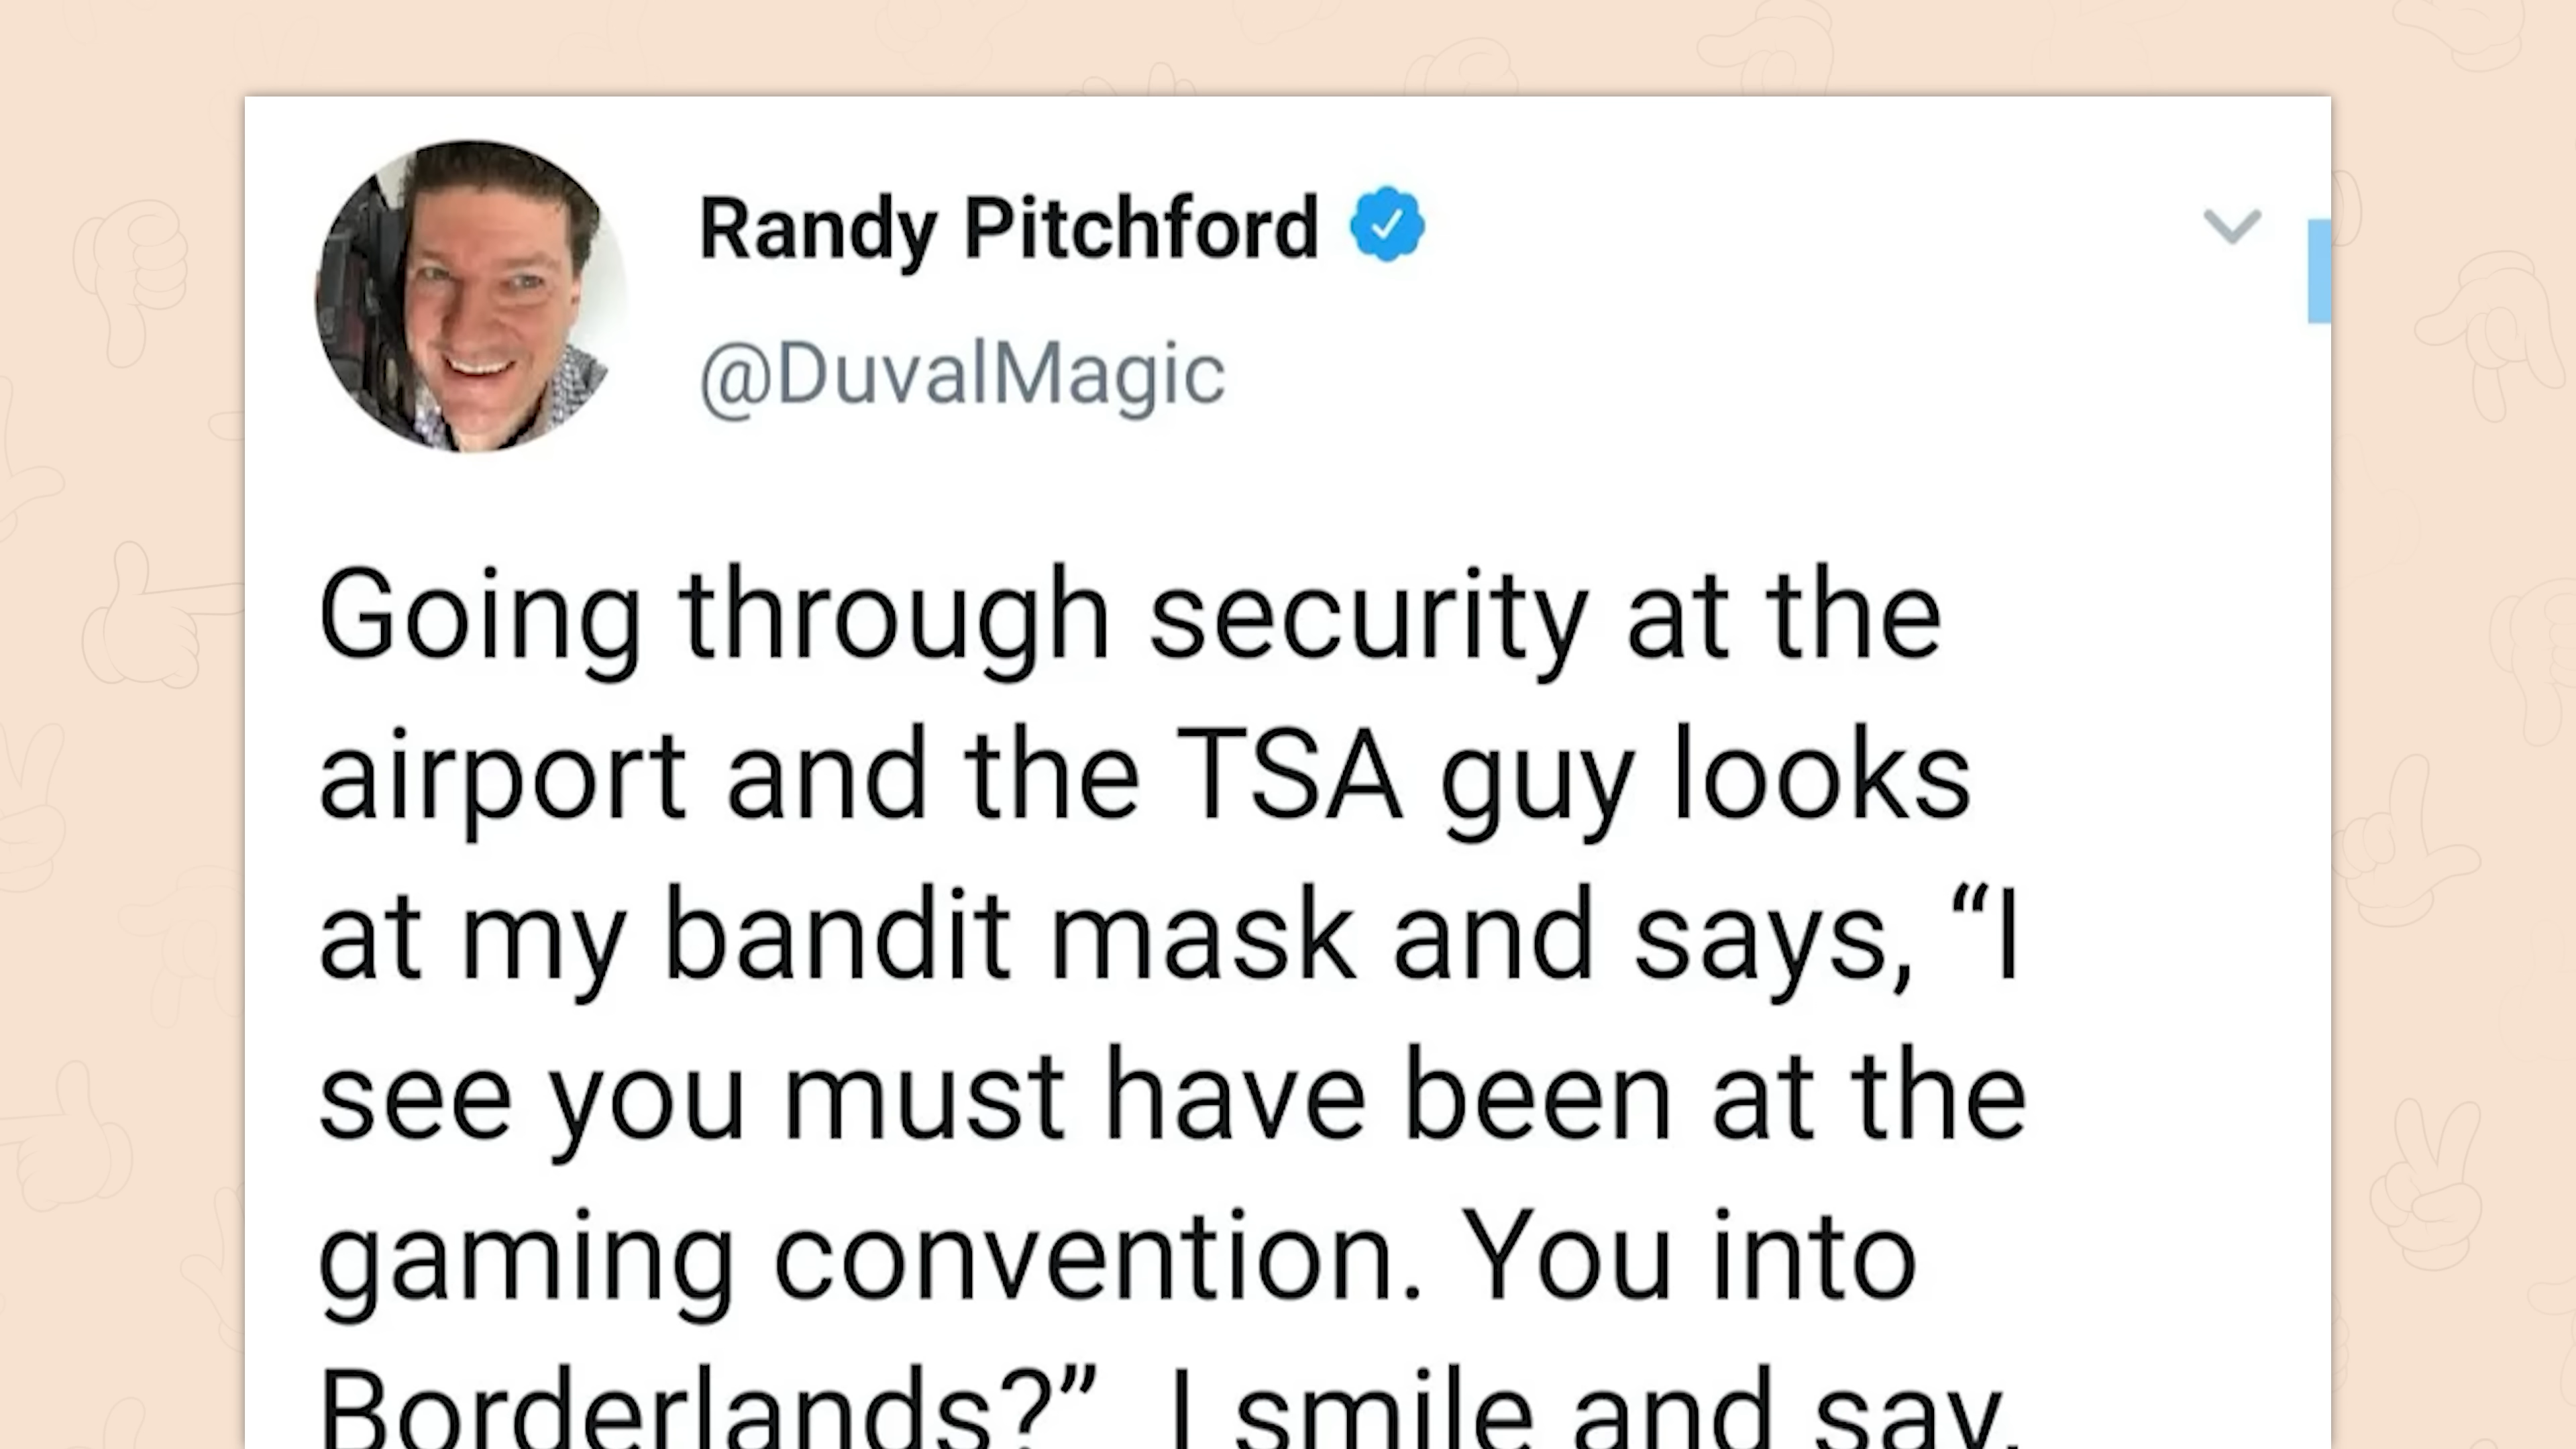 Randy Pitchford
@DuvalMagic
Going through security at the
airport and the TSA guy looks
at my bandit mask and says, “I
see you must have been at the
gaming convention. You into
Borderlands?”  I smile and say,